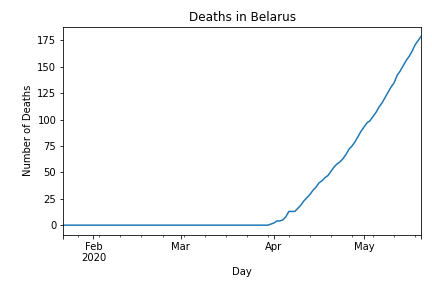 Deaths in Belarus
Number of Deaths
175
150
125
100
75
50
25
0
Feb
2020
Mar
Apr
May
Day